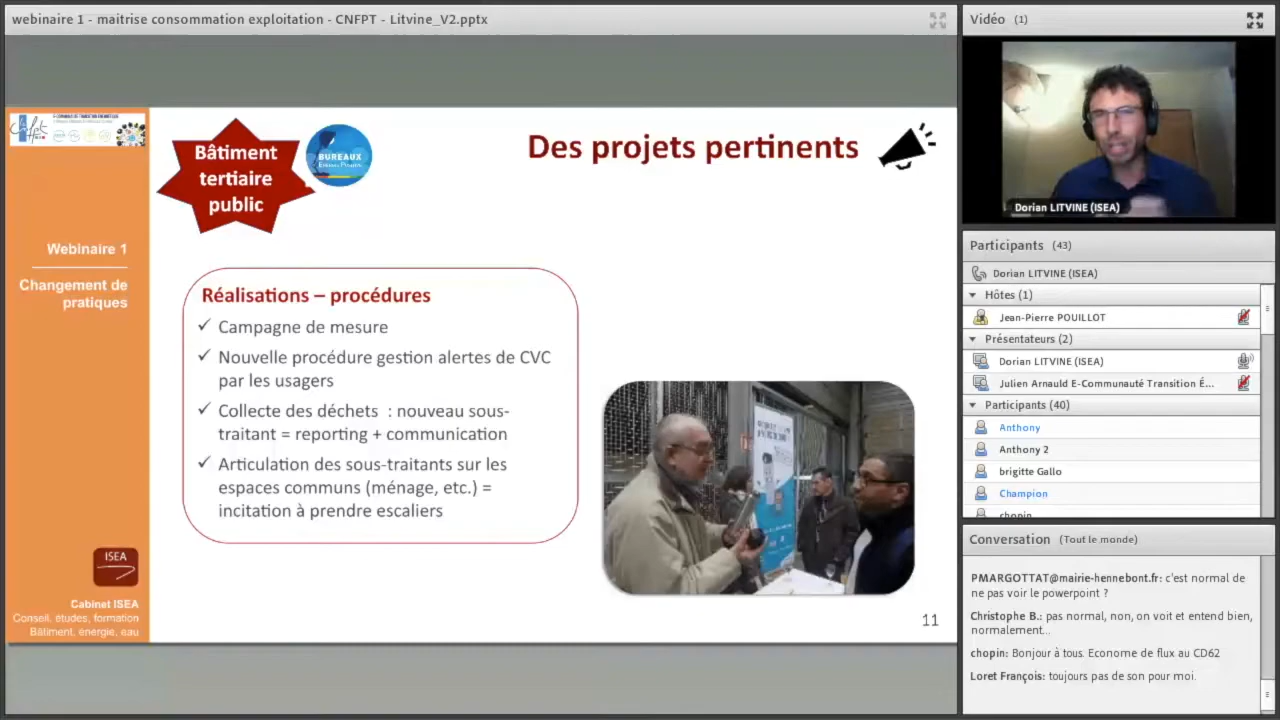 webinaire 1 - maitrise consommation exploitation - CNFPT - Litvine_V2.pptx
Bâtiment
tertiaire
public
BUREAUX
Des projets pertinents
Webinaire 1
Changement de
pratiques
Réalisations – procédures
✓ Campagne de mesure
✓ Nouvelle procédure gestion alertes de CVC
par les usagers
✓ Collecte des déchets : nouveau sous-
traitant = reporting + communication
✓ Articulation des sous-traitants sur les
espaces communs (ménage, etc.) =
incitation à prendre escaliers
ISEA
Cabinet ISEA
Conseil, études, formation
Bâtiment, énergie, eau
11
Vidéo (1)
Dorian LITVINE (ISEA)
Participants (43)
Dorian LITVINE (ISEA)
Hôtes (1)
Jean-Pierre POUILLOT
Présentateurs (2)
Dorian LITVINE (ISEA)
Julien Arnauld E-Communauté Transition É...
Participants (40)
Anthony
Anthony 2
brigitte Gallo
Champion
chopin
Conversation (Tout le monde)
PMARGOTTAT@mairie-hennebont.fr: c'est normal de
ne pas voir le powerpoint ?
Christophe B.: pas normal, non, on voit et entend bien,
normalement...
chopin: Bonjour à tous. Econome de flux au CD62
Loret François: toujours pas de son pour moi.